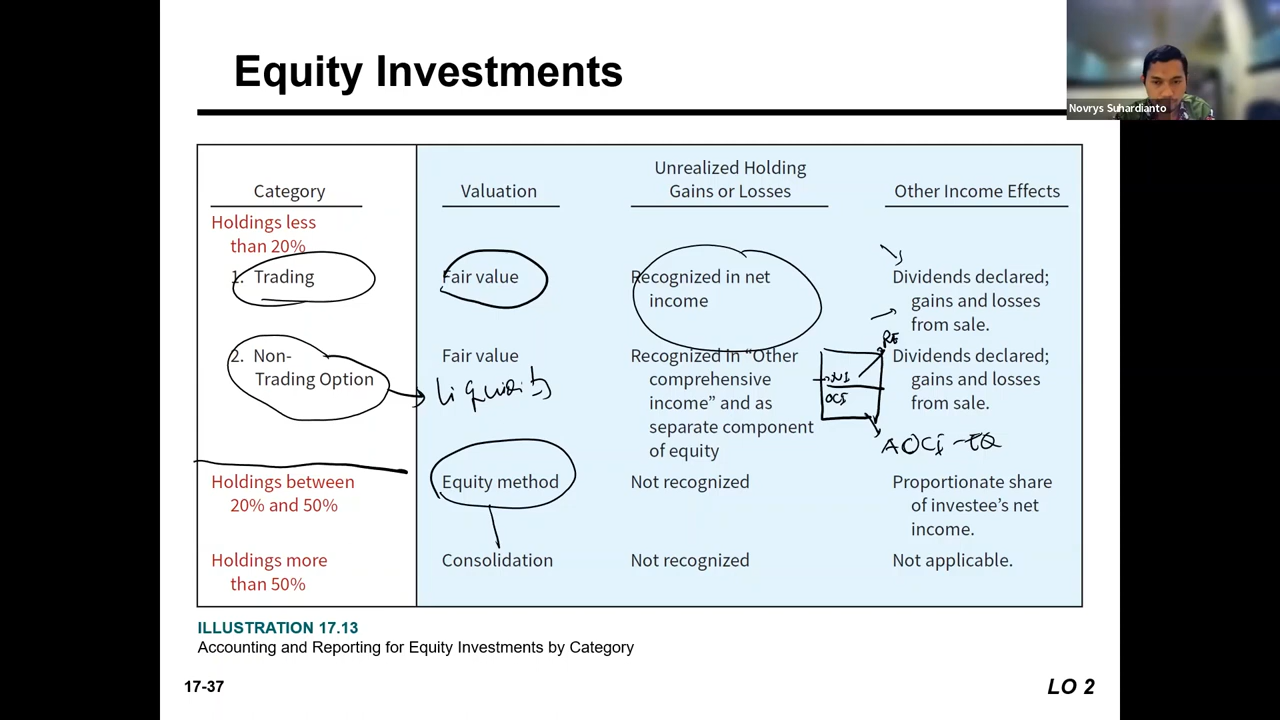 Equity Investments
Novrys Suhardianto
Category
Valuation
Unrealized Holding
Gains or Losses
Other Income Effects
Holdings less
than 20%
1. Trading
Fair value
Recognized in net
income
Dividends declared;
gains and losses
from sale.
2. Non-
Trading Option
Fair value
liquidity
Recognized in "Other
comprehensive
income" and as
separate component
of equity
NI
OCI
RE
Dividends declared;
gains and losses
from sale.
AOCI - EQ
Holdings between
20% and 50%
Equity method
Not recognized
Proportionate share
of investee's net
income.
Holdings more
than 50%
Consolidation
Not recognized
Not applicable.
ILLUSTRATION 17.13
Accounting and Reporting for Equity Investments by Category
17-37
LO 2